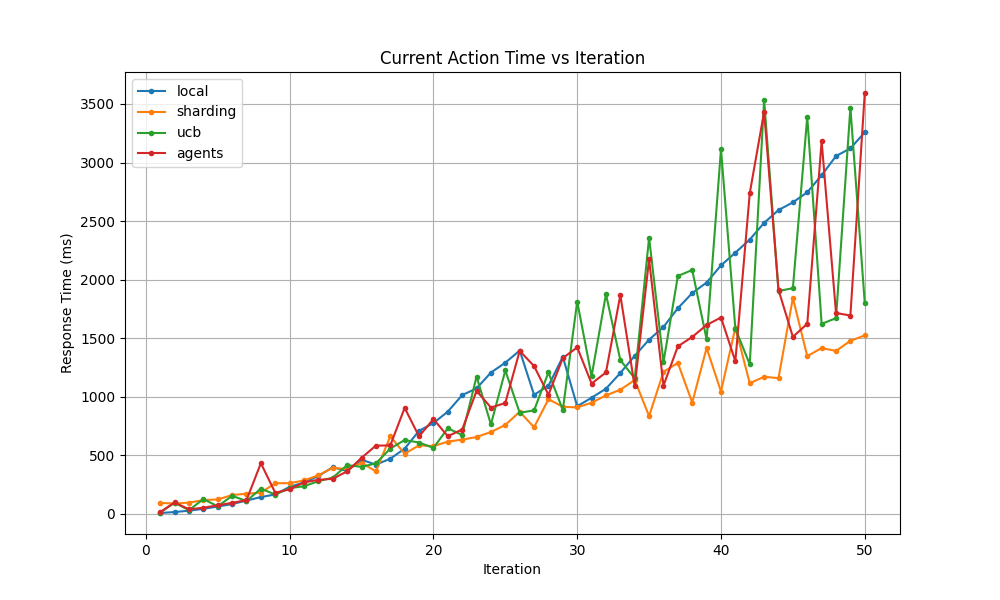 Current Action Time vs Iteration
local
sharding
ucb
agents
Response Time (ms)
3500
3000
2500
2000
1500
1000
500
0
0 10 20 30 40 50
Iteration